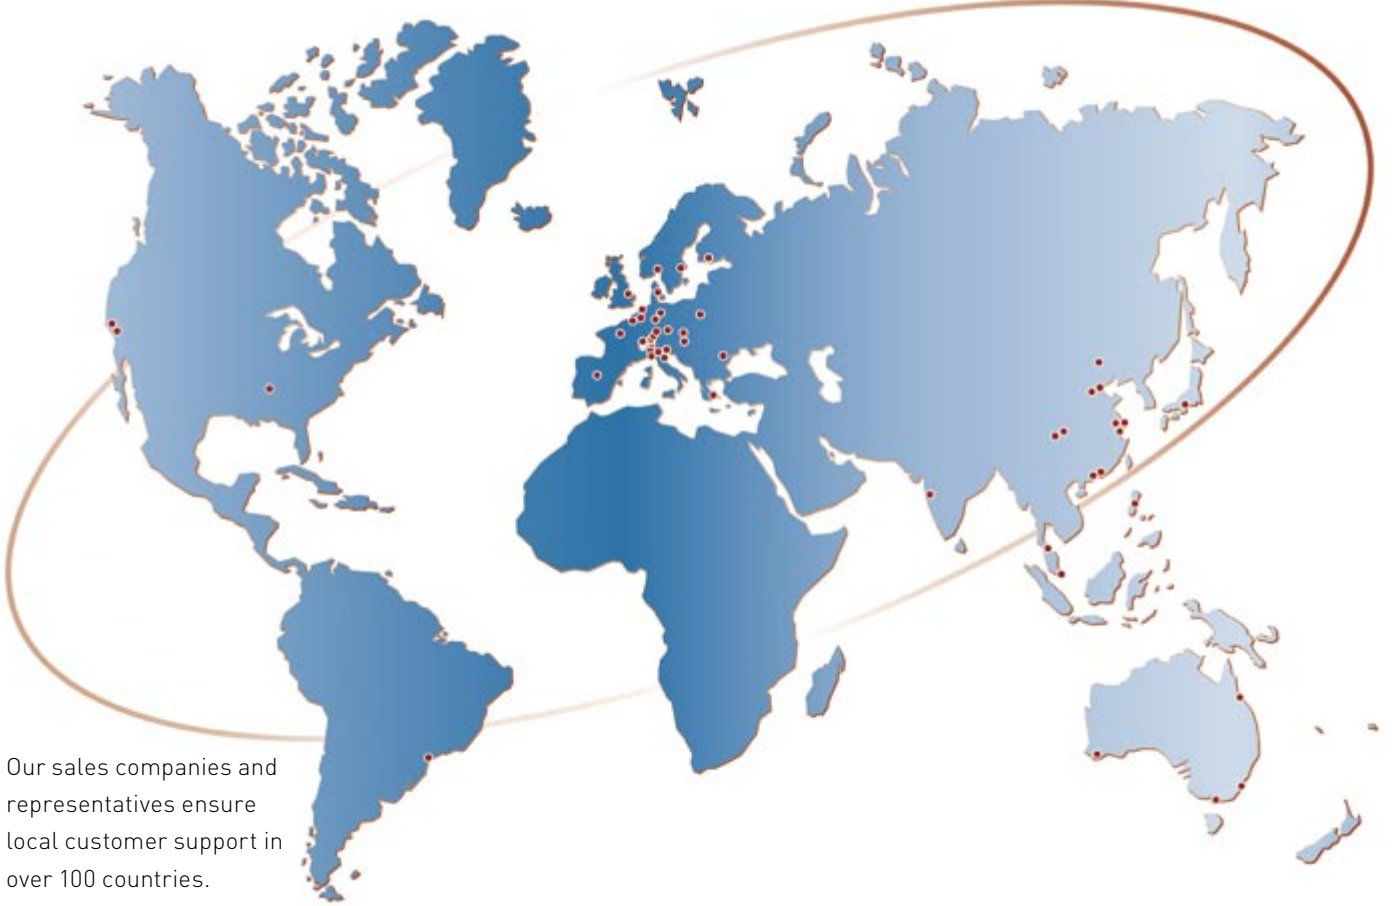 Our sales companies and
representatives ensure
local customer support in
over 100 countries.